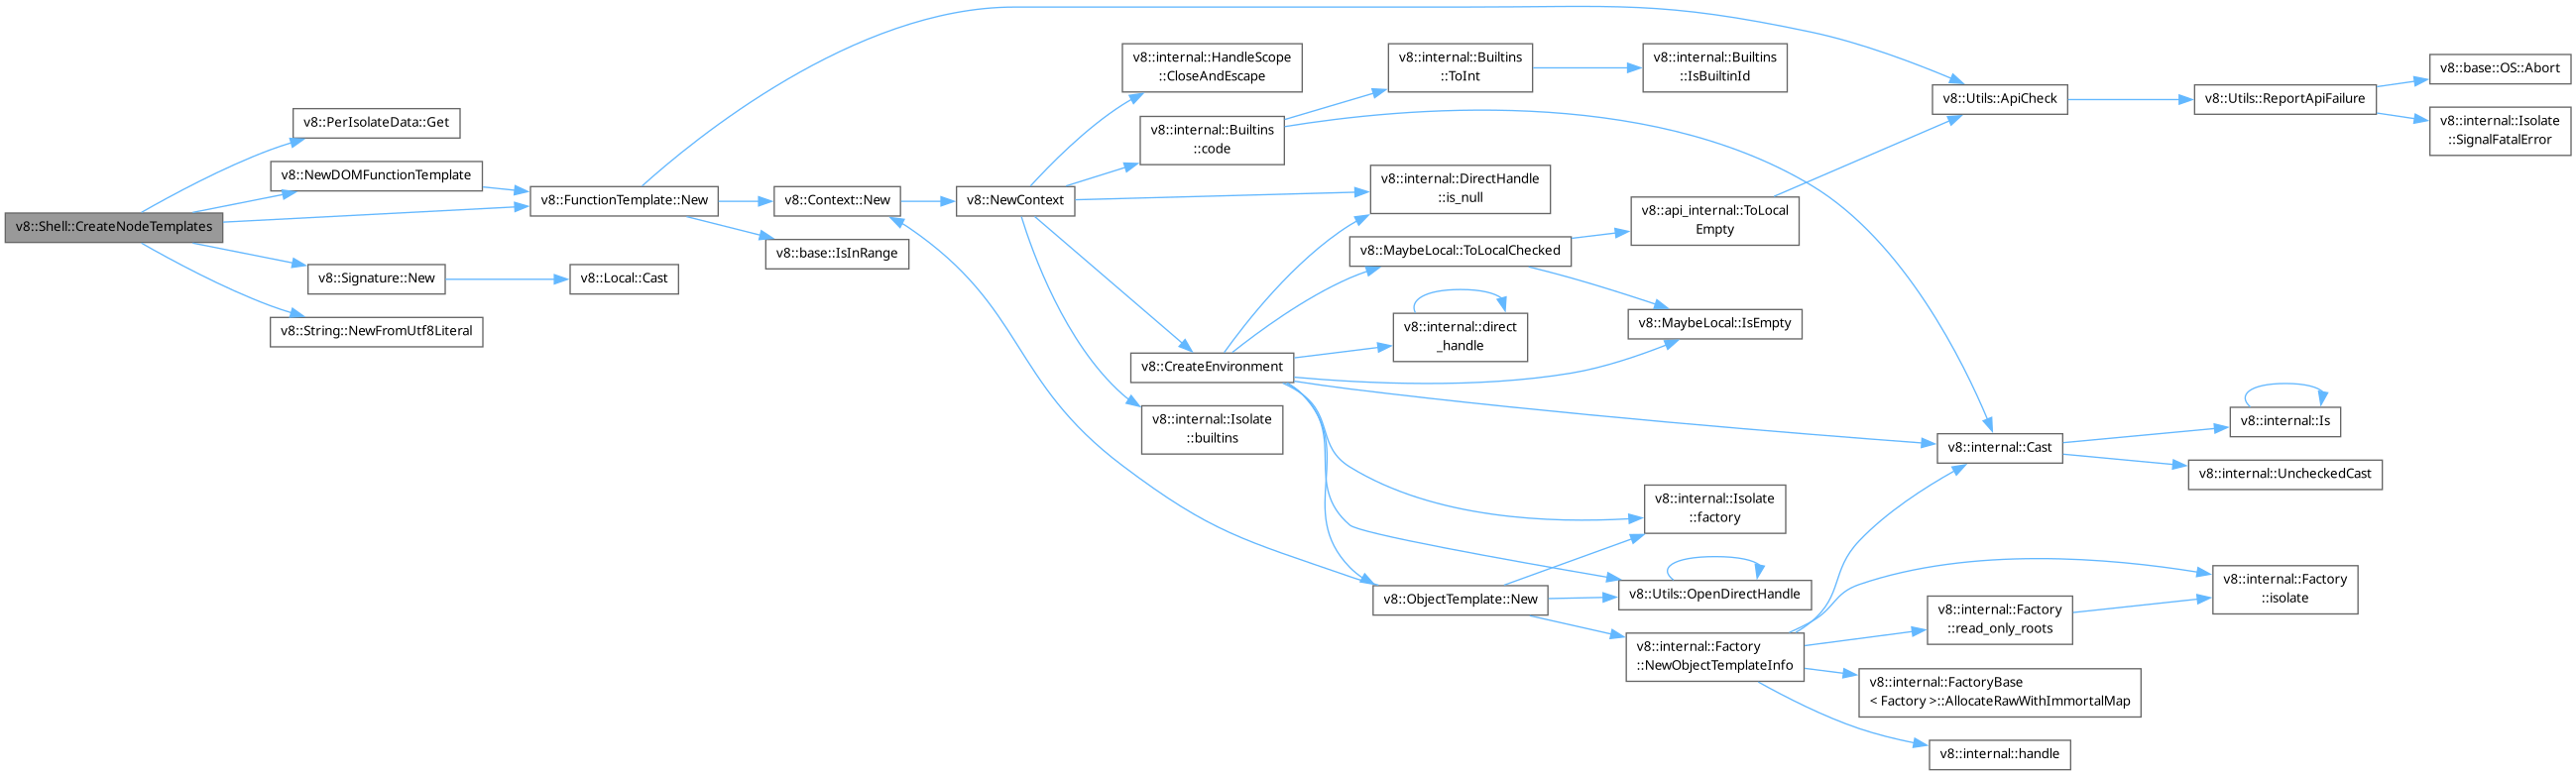 v8::Shell::CreateNodeTemplates
v8::PerIsolateData::Get
v8::NewDOMFunctionTemplate
v8::Signature::New
v8::String::NewFromUtf8Literal
v8::FunctionTemplate::New
v8::Local::Cast
v8::Context::New
v8::base::IsInRange
v8::NewContext
v8::internal::HandleScope
::CloseAndEscape
v8::internal::Builtins
::code
v8::CreateEnvironment
v8::internal::Isolate
::builtins
v8::internal::Builtins
::ToInt
v8::internal::DirectHandle
::is_null
v8::MaybeLocal::ToLocalChecked
v8::internal::direct
_handle
v8::ObjectTemplate::New
v8::internal::Builtins
::IsBuiltinId
v8::api_internal::ToLocal
Empty
v8::MaybeLocal::IsEmpty
v8::internal::Isolate
::factory
v8::Utils::OpenDirectHandle
v8::internal::Factory
::NewObjectTemplateInfo
v8::Utils::ApiCheck
v8::internal::Cast
v8::internal::Factory
::read_only_roots
v8::internal::FactoryBase
< Factory >::AllocateRawWithImmortalMap
v8::internal::handle
v8::Utils::ReportApiFailure
v8::internal::Is
v8::internal::UncheckedCast
v8::internal::Factory
::isolate
v8::base::OS::Abort
v8::internal::Isolate
::SignalFatalError